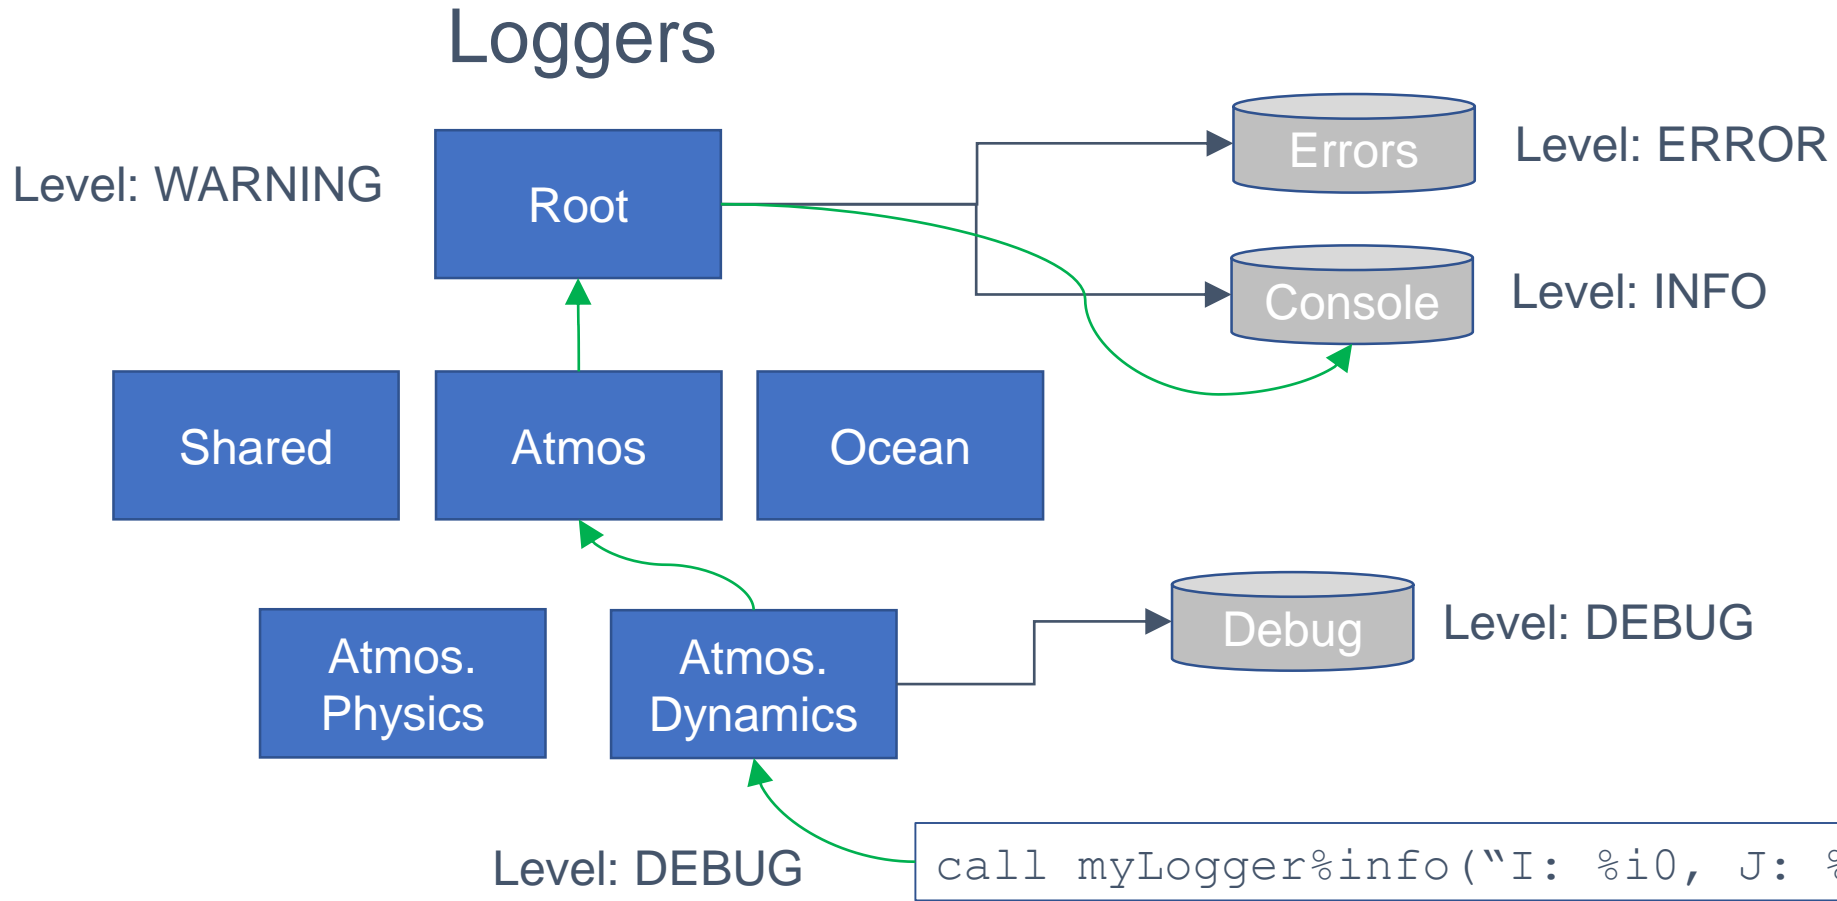 Loggers
Level: WARNING
Root
Errors
Level: ERROR
Console
Level: INFO
Shared
Atmos
Ocean
Atmos.
Physics
Atmos.
Dynamics
Debug
Level: DEBUG
Level: DEBUG
call myLogger%info(“I: %i0, J: %